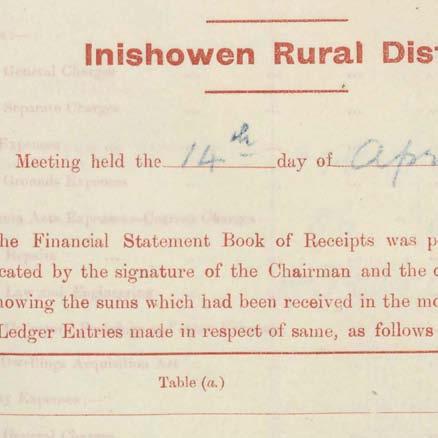 Inishowen Rural Dist
Meeting held the 14th day of Apr
he Financial Statement Book of Receipts was p
cated by the signature of the Chairman and the c
howing the sums which had been received in the mo
Ledger Entries made in respect of same, as follows
Table (a.)